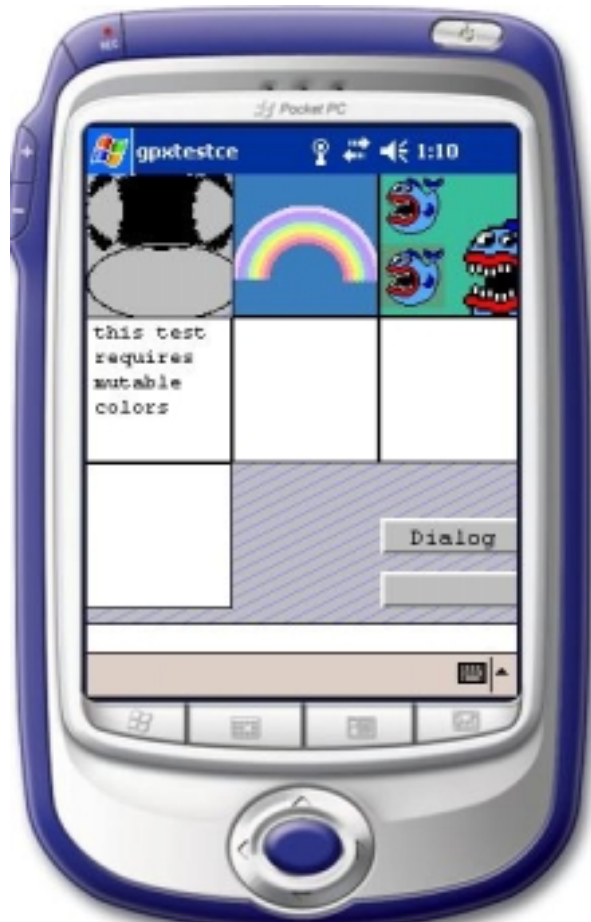 REC
Pocket PC
gpxtestce 1:10
this test
requires
mutable
colors
Dialog